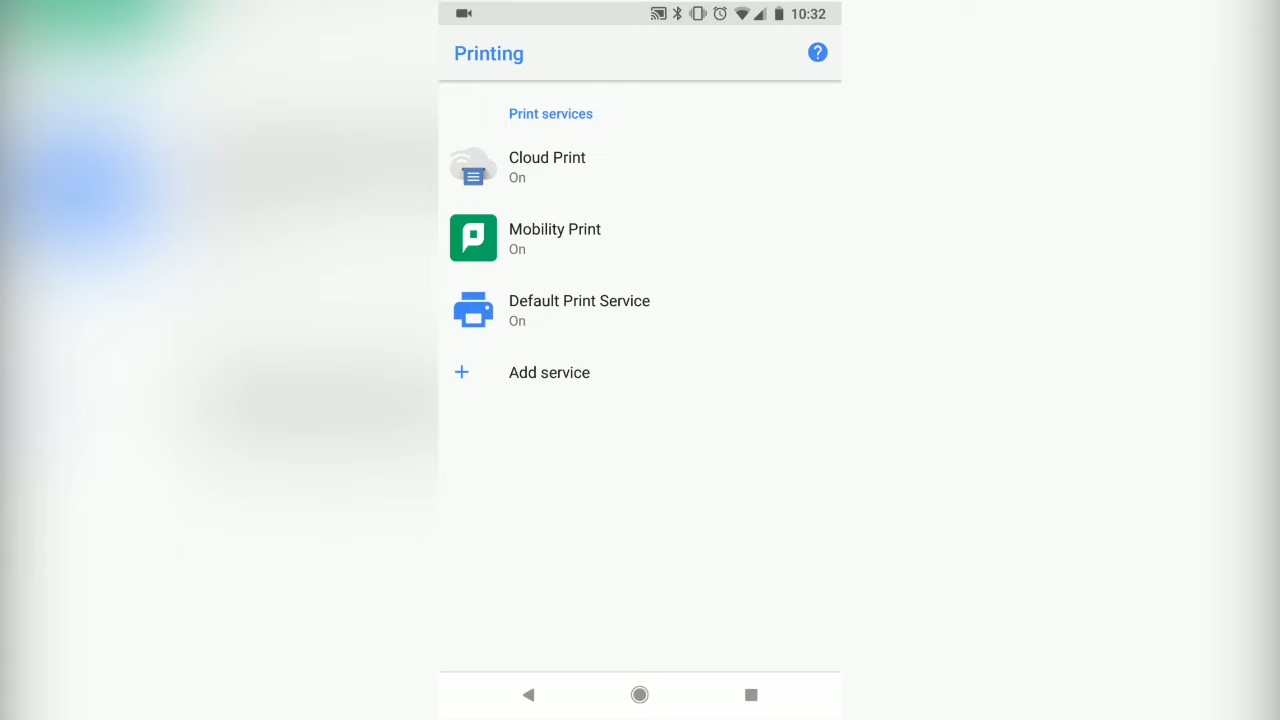 10:32
Printing
Print services
Cloud Print
On
Mobility Print
On
Default Print Service
On
Add service